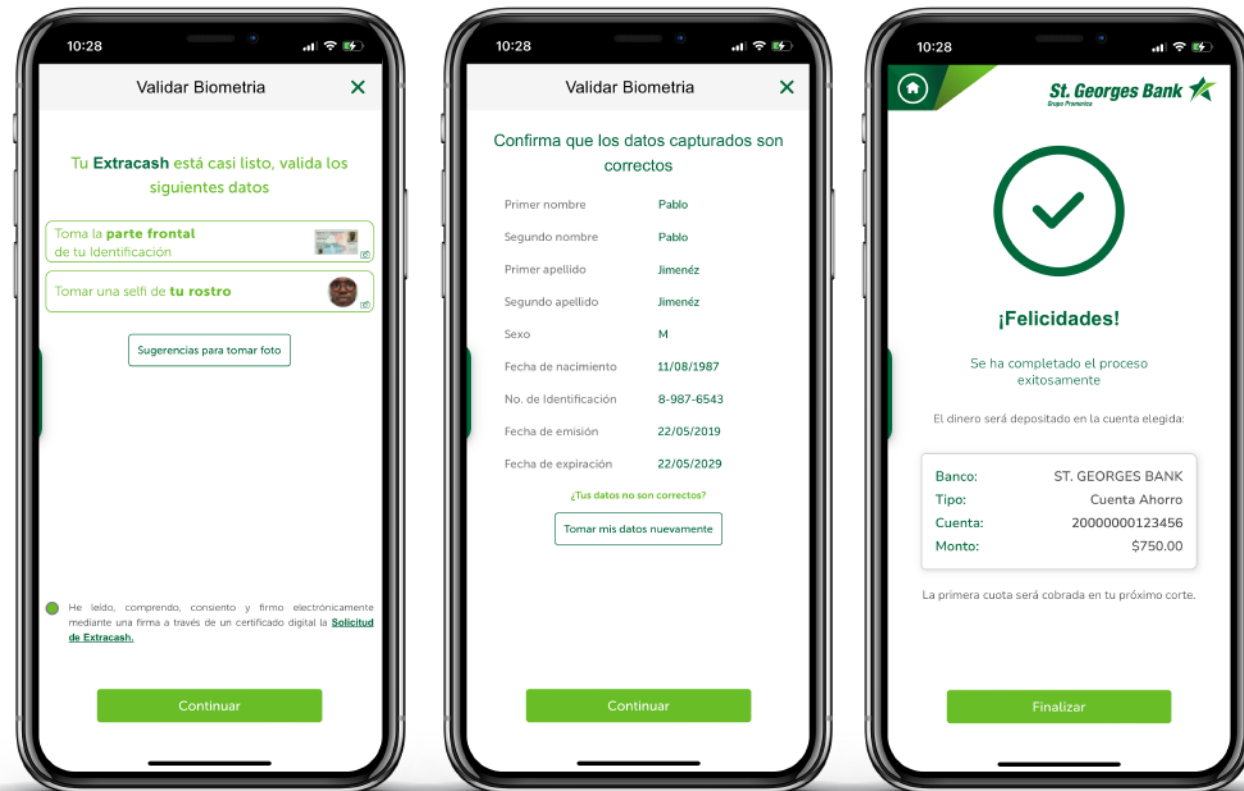 10:28
Validar Biometria
Tu Extracash está casi listo, valida los
siguientes datos
Toma la parte frontal
de tu Identificación
Tomar una selfi de tu rostro
Sugerencias para tomar foto
He leído, comprendo, consiento y firmo electrónicamente
mediante una firma a través de un certificado digital la Solicitud
de Extracash.
Continuar
10:28
Validar Biometria
Confirma que los datos capturados son
correctos
Primer nombre Pablo
Segundo nombre Pablo
Primer apellido Jimenéz
Segundo apellido Jimenéz
Sexo M
Fecha de nacimiento 11/08/1987
No. de Identificación 8-987-6543
Fecha de emisión 22/05/2019
Fecha de expiración 22/05/2029
¿Tus datos no son correctos?
Tomar mis datos nuevamente
Continuar
10:28
St. Georges Bank
Grupo Promerica
¡Felicidades!
Se ha completado el proceso
exitosamente
El dinero será depositado en la cuenta elegida:
Banco: ST. GEORGES BANK
Tipo: Cuenta Ahorro
Cuenta: 20000000123456
Monto: $750.00
La primera cuota será cobrada en tu próximo corte.
Finalizar